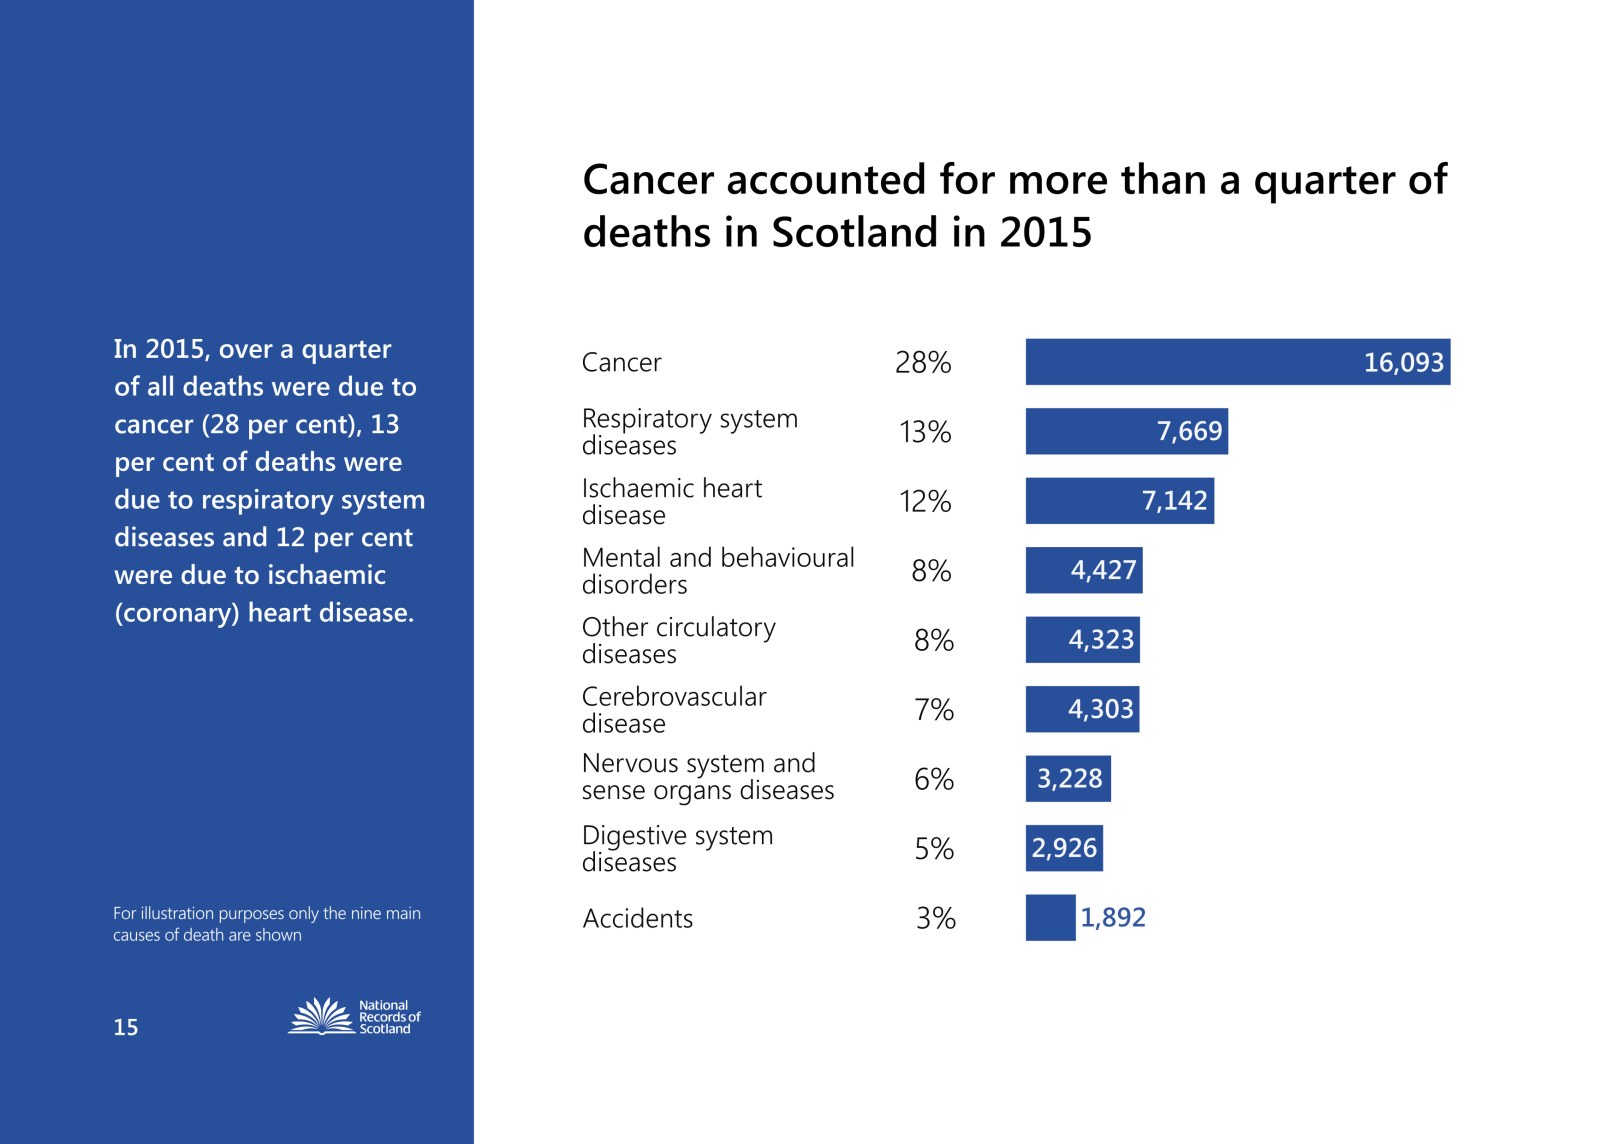 Cancer accounted for more than a quarter of
deaths in Scotland in 2015
In 2015, over a quarter
of all deaths were due to
cancer (28 per cent), 13
per cent of deaths were
due to respiratory system
diseases and 12 per cent
were due to ischaemic
(coronary) heart disease.
For illustration purposes only the nine main
causes of death are shown
15
National
Records of
Scotland
Cancer 28% 16,093
Respiratory system
diseases 13% 7,669
Ischaemic heart
disease 12% 7,142
Mental and behavioural
disorders 8% 4,427
Other circulatory
diseases 8% 4,323
Cerebrovascular
disease 7% 4,303
Nervous system and
sense organs diseases 6% 3,228
Digestive system
diseases 5% 2,926
Accidents 3% 1,892